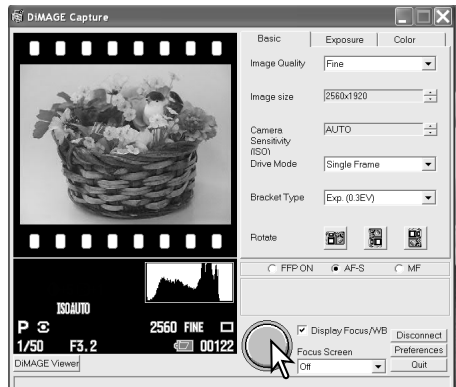 DiMAGE Capture
Basic Exposure Color
Image Quality Fine
Image size 2560x1920
Camera Sensitivity (ISO) AUTO
Drive Mode Single Frame
Bracket Type Exp. (0.3EV)
Rotate
FFP ON AF-S MF
ISOAUTO
P 2560 FINE
1/50 F3.2 00122
DiMAGE Viewer
Display Focus/WB
Focus Screen
Off
Disconnect
Preferences
Quit